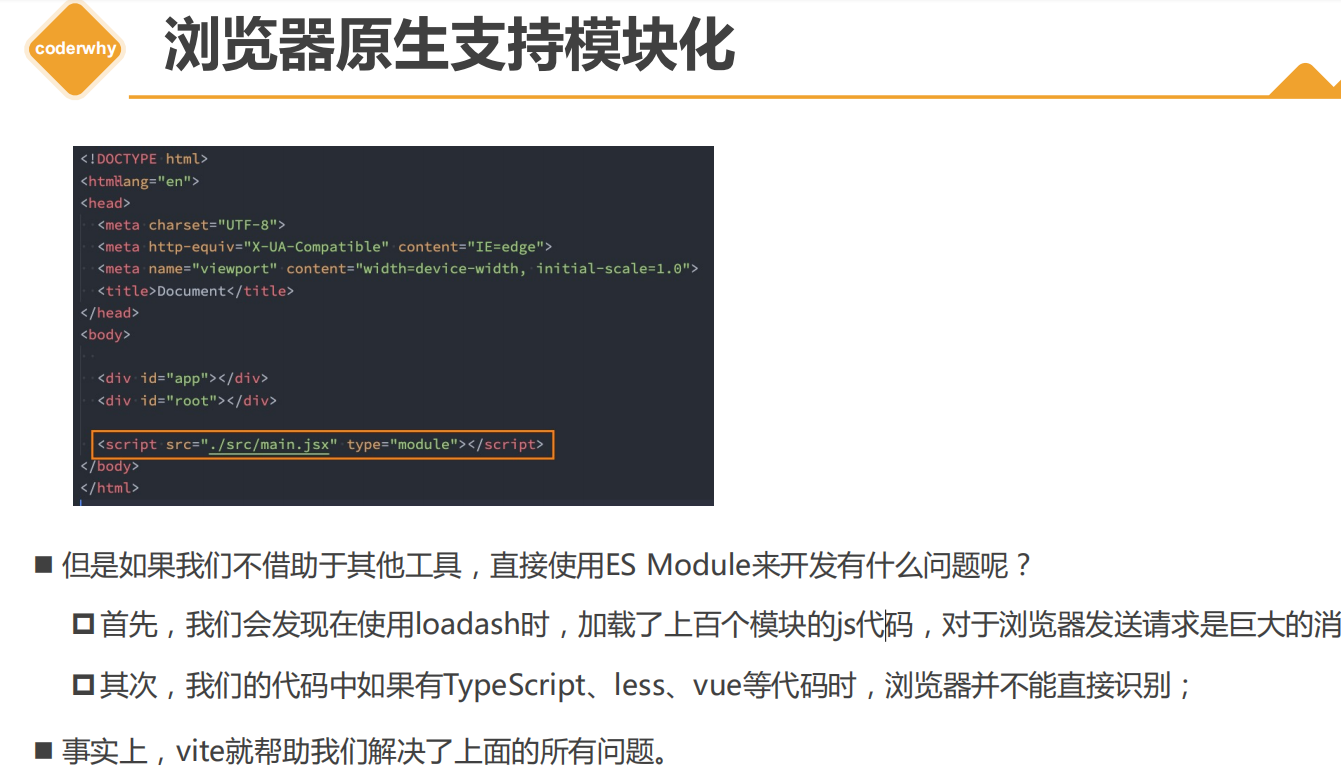 coderwhy
浏览器原生支持模块化
<!DOCTYPE html>
<html lang="en">
<head>
<meta charset="UTF-8">
<meta http-equiv="X-UA-Compatible" content="IE=edge">
<meta name="viewport" content="width=device-width, initial-scale=1.0">
<title>Document</title>
</head>
<body>
<div id="app"></div>
<div id="root"></div>
<script src="./src/main.jsx" type="module"></script>
</body>
</html>
■ 但是如果我们不借助于其他工具，直接使用ES Module来开发有什么问题呢？
首先，我们会发现在使用loadash时，加载了上百个模块的js代码，对于浏览器发送请求是巨大的消
其次，我们的代码中如果有TypeScript、less、vue等代码时，浏览器并不能直接识别；
■ 事实上，vite就帮助我们解决了上面的所有问题。